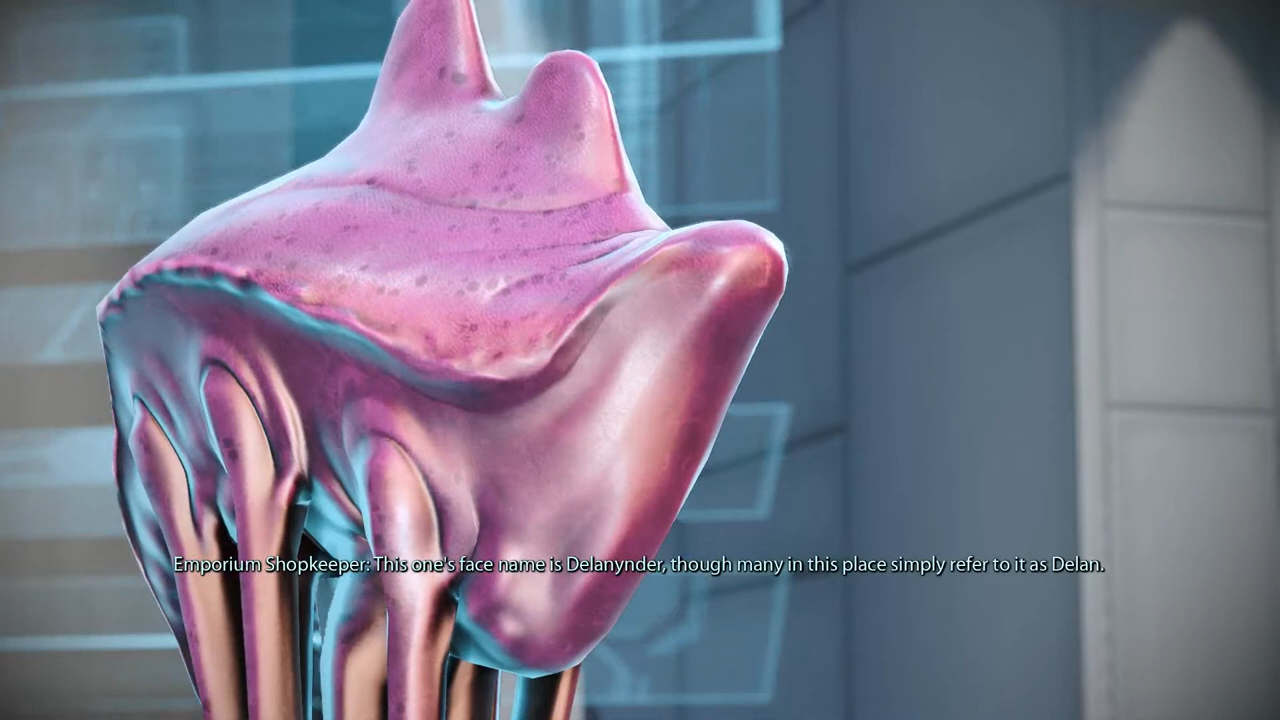 Emporium Shopkeeper: This one's face name is Delanynder, though many in this place simply refer to it as Delan.